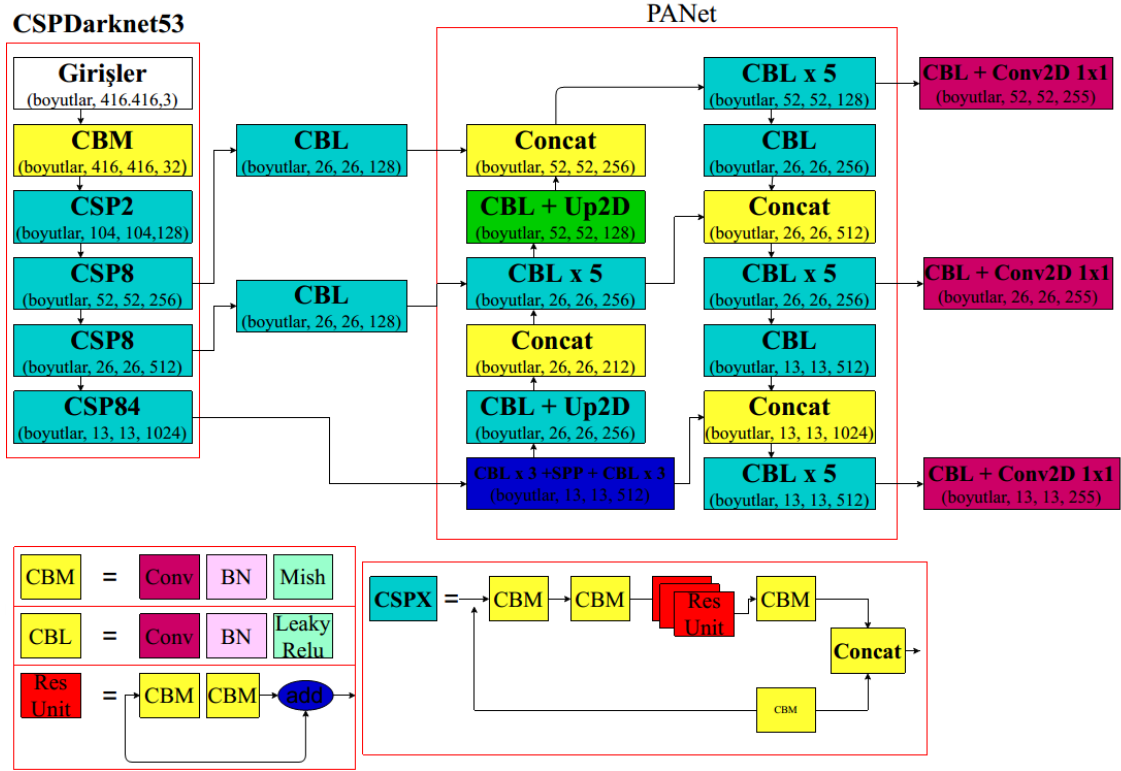 CSPDarknet53
Girişler
(boyutlar, 416.416,3)
CBM
(boyutlar, 416, 416, 32)
CSP2
(boyutlar, 104, 104,128)
CSP8
(boyutlar, 52, 52, 256)
CSP8
(boyutlar, 26, 26, 512)
CSP84
(boyutlar, 13, 13, 1024)
CBL
(boyutlar, 26, 26, 128)
CBL
(boyutlar, 26, 26, 128)
PANet
Concat
(boyutlar, 52, 52, 256)
CBL + Up2D
(boyutlar, 52, 52, 128)
CBL x 5
(boyutlar, 26, 26, 256)
Concat
(boyutlar, 26, 26, 212)
CBL + Up2D
(boyutlar, 26, 26, 256)
CBL x 3 +SPP + CBL x 3
(boyutlar, 13, 13, 512)
CBL x 5
(boyutlar, 52, 52, 128)
CBL
(boyutlar, 26, 26, 256)
Concat
(boyutlar, 26, 26, 512)
CBL x 5
(boyutlar, 26, 26, 256)
CBL
(boyutlar, 13, 13, 512)
Concat
(boyutlar, 13, 13, 1024)
CBL x 5
(boyutlar, 13, 13, 512)
CBL + Conv2D 1x1
(boyutlar, 52, 52, 255)
CBL + Conv2D 1x1
(boyutlar, 26, 26, 255)
CBL + Conv2D 1x1
(boyutlar, 13, 13, 255)
CBM = Conv BN Mish
CBL = Conv BN Leaky
Relu
Res
Unit = CBM CBM add
CSPX = CBM CBM Res
Unit CBM
Concat
CBM